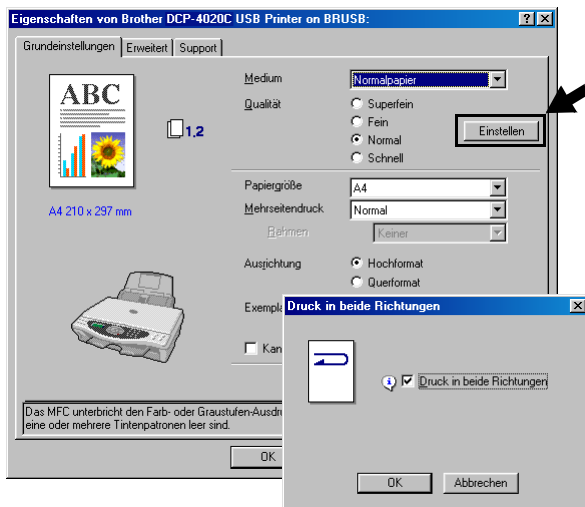 Eigenschaften von Brother DCP-4020C USB Printer on BRUSB:
Grundeinstellungen
Erweitert
Support
ABC
1.2
A4 210 x 297 mm
Medium
Normalpapier
Qualität
Superfein
Fein
Normal
Schnell
Einstellen
Papiergröße
A4
Mehrseitendruck
Normal
Rahmen
Keiner
Ausrichtung
Hochformat
Querformat
Exempla
Kan
Das MFC unterbricht den Farb- oder Graustufen-Ausdru
eine oder mehrere Tintenpatronen leer sind.
OK
Druck in beide Richtungen
Druck in beide Richtungen
OK
Abbrechen